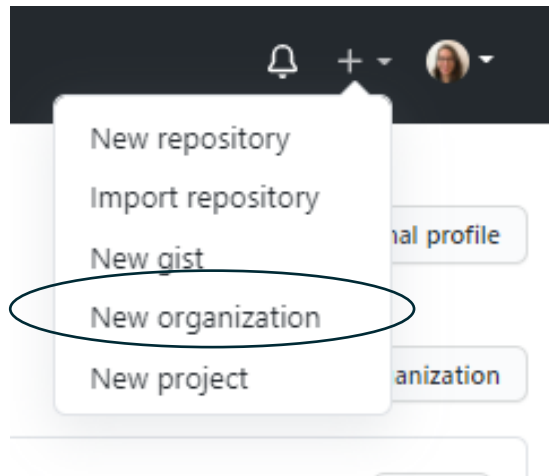 New repository
Import repository
nal profile
New gist
New organization
New project
anization